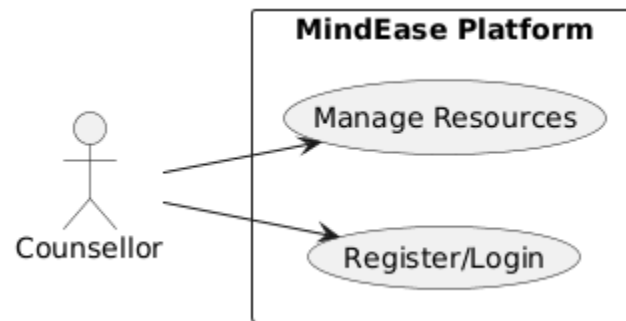 MindEase Platform
Manage Resources
Counsellor
Register/Login